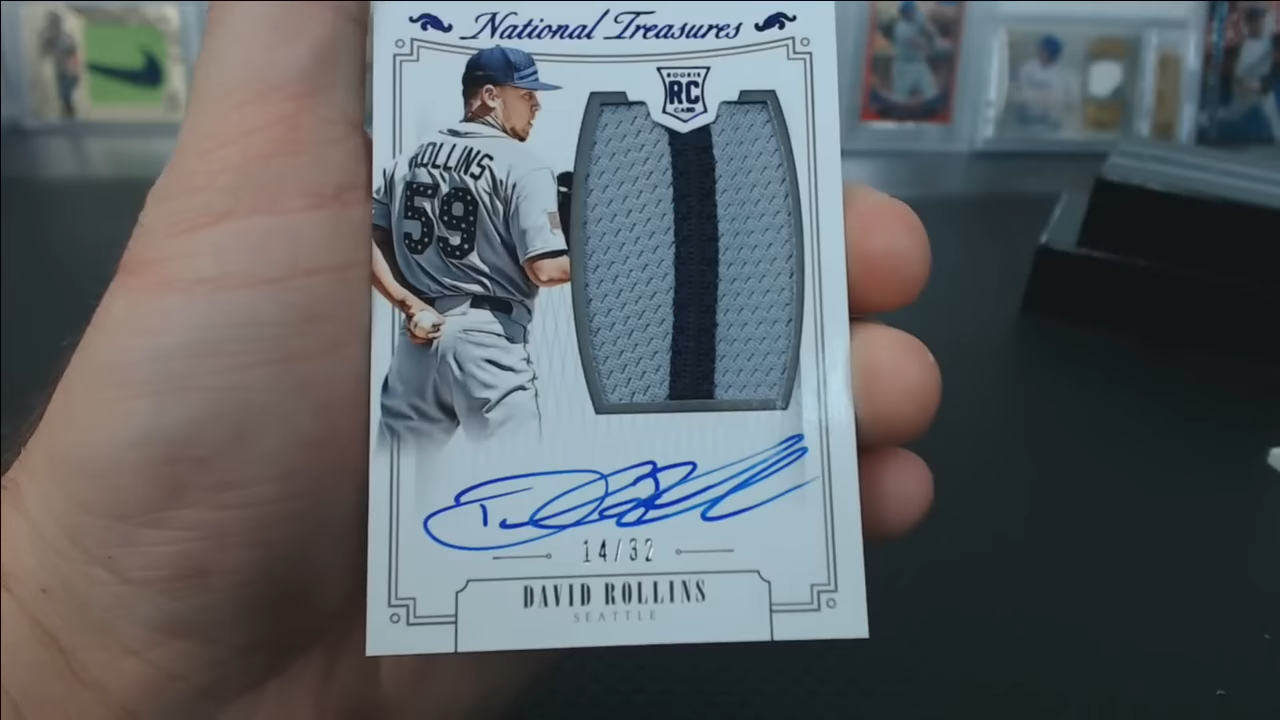 National Treasures
ROOKIE
RC
CARD
ROLLINS
59
14/32
DAVID ROLLINS
SEATTLE